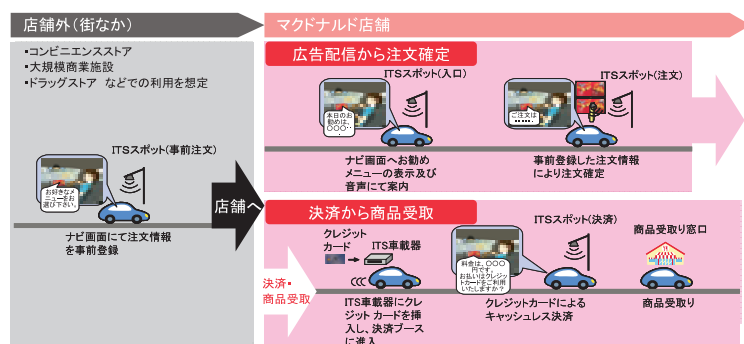 店舗外（街なか）
マクドナルド店舗
▪コンビニエンスストア
▪大規模商業施設
▪ドラッグストア などでの利用を想定
ITSスポット(事前注文)
お好きなメ
ニューをお
選び下さい。
ナビ画面にて注文情報
を事前登録
店舗へ
広告配信から注文確定
ITSスポット(入口)
本日のお
勧めは、
〇〇〇・・
ナビ画面へお勧め
メニューの表示及び
音声にて案内
ITSスポット(注文)
ご注文は
・・・・・・
事前登録した注文情報
により注文確定
決済から商品受取
決済・
商品受取
クレジット
カード
ITS車載器
ITS車載器にクレ
ジット カードを挿
入し、決済ブース
に進入
ITSスポット(決済)
料金は、〇〇〇
円です。
お払いはクレジッ
トカードをご利用
いたしますか？
クレジットカードによる
キャッシュレス決済
商品受取り窓口
商品受取り